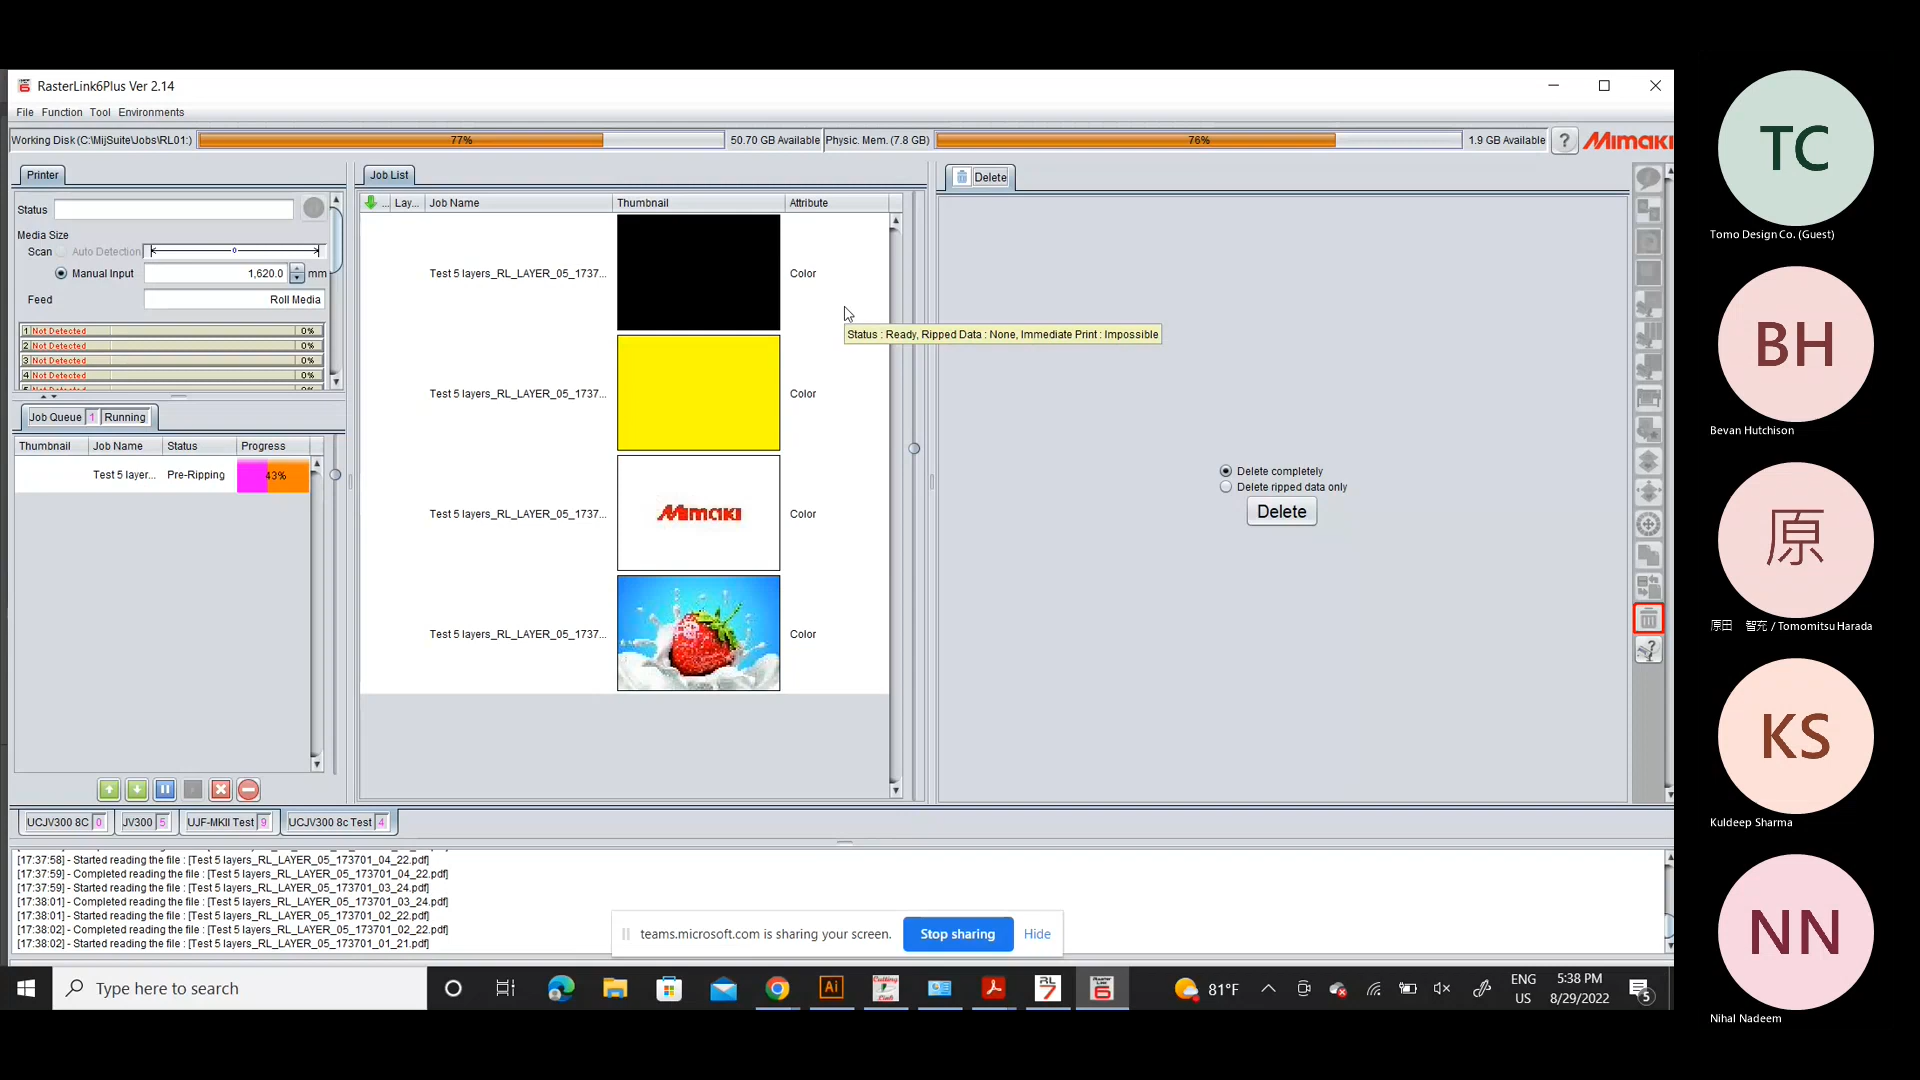 RasterLink6Plus Ver 2.14
File Function Tool Environments
Working Disk (C:\MijSuite\Jobs\RL01:) 77% 50.70 GB Available Physic. Mem. (7.8 GB) 76% 1.9 GB Available ? Mimaki
Printer
Status
Media Size
Scan Auto Detection 0
Manual Input 1,620.0 mm
Feed Roll Media
1 Not Detected 0%
2 Not Detected 0%
3 Not Detected 0%
4 Not Detected 0%
Job Queue 1 Running
Thumbnail Job Name Status Progress
Test 5 layer... Pre-Ripping 43%
Job List
... Lay... Job Name Thumbnail Attribute
Test 5 layers_RL_LAYER_05_1737... Color
Status : Ready, Ripped Data : None, Immediate Print : Impossible
Test 5 layers_RL_LAYER_05_1737... Color
Test 5 layers_RL_LAYER_05_1737... Mimaki Color
Test 5 layers_RL_LAYER_05_1737... Color
Delete
Delete completely
Delete ripped data only
Delete
UCJV300 8C 0 JV300 5 UJF-MKII Test 9 UCJV300 8c Test 4
[17:37:58] - Started reading the file : [Test 5 layers_RL_LAYER_05_173701_04_22.pdf]
[17:37:59] - Completed reading the file : [Test 5 layers_RL_LAYER_05_173701_04_22.pdf]
[17:37:59] - Started reading the file : [Test 5 layers_RL_LAYER_05_173701_03_24.pdf]
[17:38:01] - Completed reading the file : [Test 5 layers_RL_LAYER_05_173701_03_24.pdf]
[17:38:01] - Started reading the file : [Test 5 layers_RL_LAYER_05_173701_02_22.pdf]
[17:38:02] - Completed reading the file : [Test 5 layers_RL_LAYER_05_173701_02_22.pdf]
[17:38:02] - Started reading the file : [Test 5 layers_RL_LAYER_05_173701_01_21.pdf]
teams.microsoft.com is sharing your screen. Stop sharing Hide
Type here to search
Ai
RL 7
6
81°F
ENG
US
5:38 PM
8/29/2022
5
TC
Tomo Design Co. (Guest)
BH
Bevan Hutchison
原
原田 智充 / Tomomitsu Harada
KS
Kuldeep Sharma
NN
Nihal Nadeem